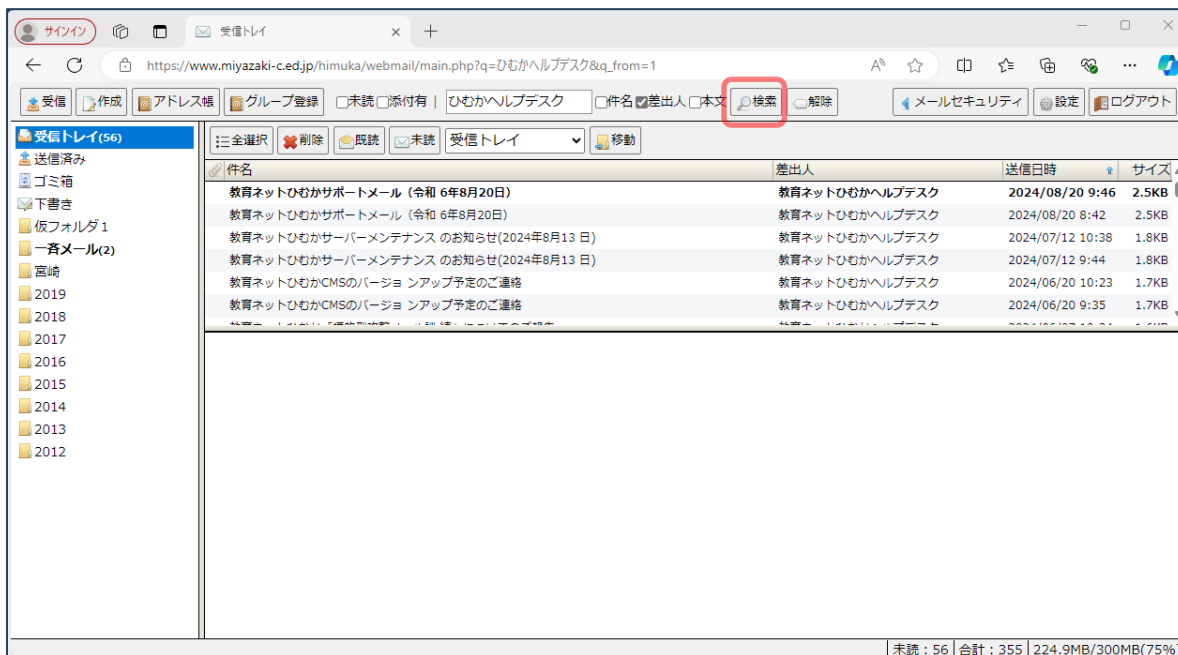 サインイン 受信トレイ
https://www.miyazaki-c.ed.jp/himuka/webmail/main.php?q=ひむかヘルプデスク&q_from=1
受信 作成 アドレス帳 グループ登録 未読 添付有 | ひむかヘルプデスク 件名 差出人 本文 検索 解除 メールセキュリティ 設定 ログアウト
受信トレイ(56)
送信済み
ゴミ箱
下書き
仮フォルダ1
一斉メール(2)
宮崎
2019
2018
2017
2016
2015
2014
2013
2012
全選択 削除 既読 未読 受信トレイ 移動
件名 差出人 送信日時 サイズ
教育ネットひむかサポートメール（令和 6年8月20日） 教育ネットひむかヘルプデスク 2024/08/20 9:46 2.5KB
教育ネットひむかサポートメール（令和 6年8月20日） 教育ネットひむかヘルプデスク 2024/08/20 8:42 2.5KB
教育ネットひむかサーバーメンテナンス のお知らせ(2024年8月13 日) 教育ネットひむかヘルプデスク 2024/07/12 10:38 1.8KB
教育ネットひむかサーバーメンテナンス のお知らせ(2024年8月13 日) 教育ネットひむかヘルプデスク 2024/07/12 9:44 1.8KB
教育ネットひむかCMSのバージョ ンアップ予定のご連絡 教育ネットひむかヘルプデスク 2024/06/20 10:23 1.7KB
教育ネットひむかCMSのバージョ ンアップ予定のご連絡 教育ネットひむかヘルプデスク 2024/06/20 9:35 1.7KB
未読：56 合計：355 224.9MB/300MB(75%)